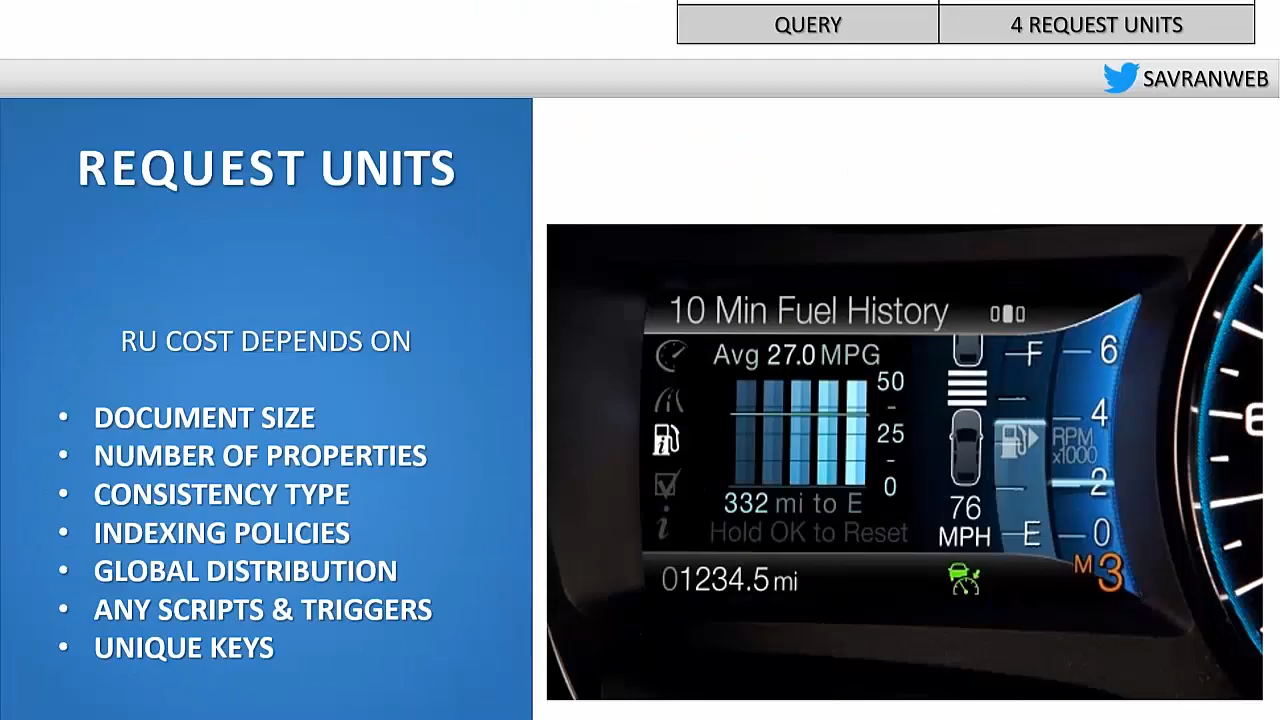 QUERY 4 REQUEST UNITS
SAVRANWEB
REQUEST UNITS
RU COST DEPENDS ON
• DOCUMENT SIZE
• NUMBER OF PROPERTIES
• CONSISTENCY TYPE
• INDEXING POLICIES
• GLOBAL DISTRIBUTION
• ANY SCRIPTS & TRIGGERS
• UNIQUE KEYS
10 Min Fuel History
Avg 27.0 MPG
50
25
0
332 mi to E
Hold OK to Reset
01234.5 mi
76
MPH
F
E
6
4
RPM
x1000
2
0
M3
6